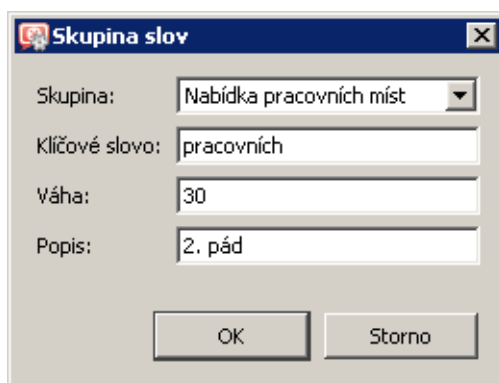 Skupina slov
Skupina: Nabídka pracovních míst
Klíčové slovo: pracovních
Váha: 30
Popis: 2. pád
OK Storno